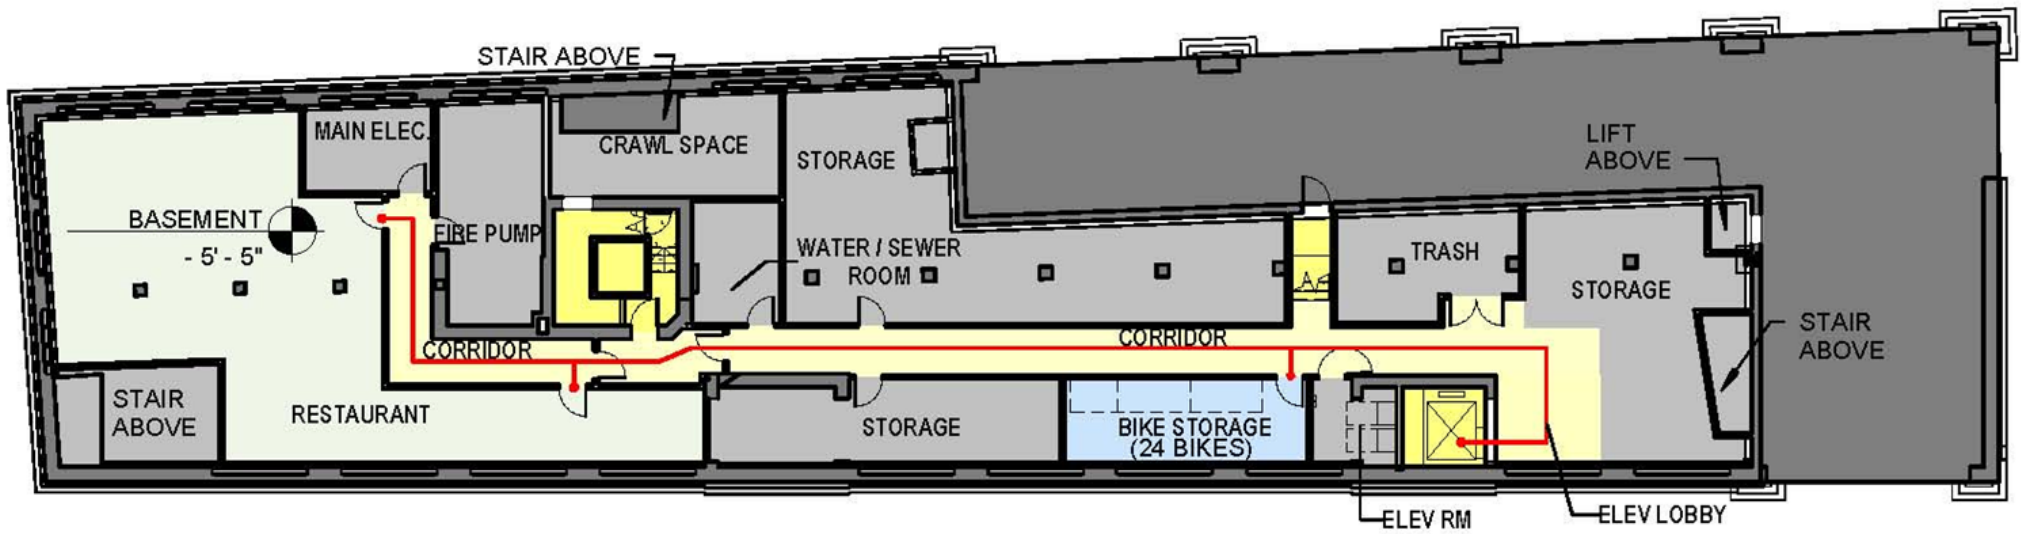 STAIR ABOVE
MAIN ELEC.
CRAWL SPACE
STORAGE
LIFT
ABOVE
BASEMENT
- 5' - 5"
FIRE PUMP
WATER / SEWER
ROOM
TRASH
STORAGE
CORRIDOR
CORRIDOR
STAIR
ABOVE
STAIR
ABOVE
RESTAURANT
STORAGE
BIKE STORAGE
(24 BIKES)
ELEV RM
ELEV LOBBY